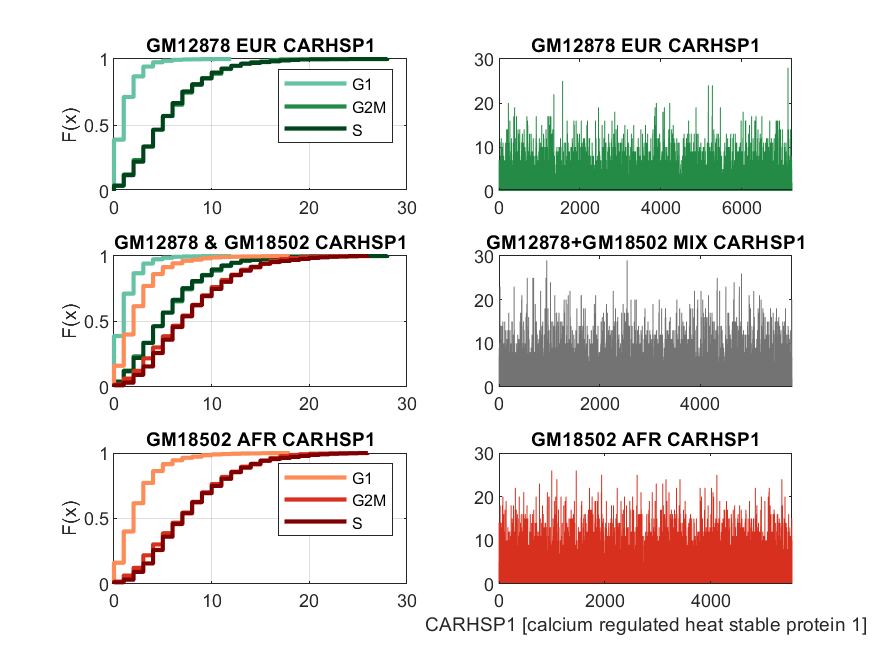 GM12878 EUR CARHSP1
F(x)
1
0.5
0
0 10 20 30
G1
G2M
S
GM12878 EUR CARHSP1
30
20
10
0
0 2000 4000 6000
GM12878 & GM18502 CARHSP1
F(x)
1
0.5
0
0 10 20 30
GM12878+GM18502 MIX CARHSP1
30
20
10
0
0 2000 4000
GM18502 AFR CARHSP1
F(x)
1
0.5
0
0 10 20 30
G1
G2M
S
GM18502 AFR CARHSP1
30
20
10
0
0 2000 4000
CARHSP1 [calcium regulated heat stable protein 1]